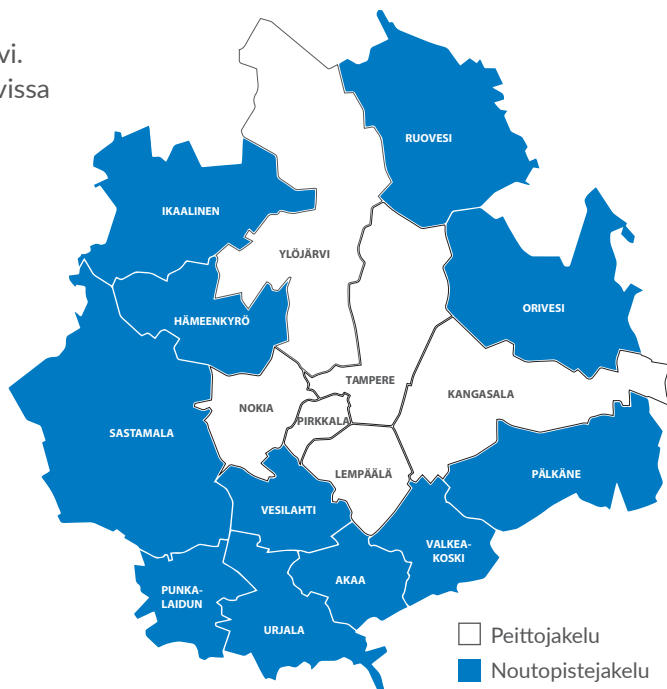 vi.
vissa
RUOVESI
IKAALINEN
YLÖJÄRVI
ORIVESI
HÄMEENKYRÖ
TAMPERE
KANGASALA
NOKIA
PIRKKALA
SASTAMALA
LEMPÄÄLÄ
PÄLKÄNE
VESILAHTI
VALKEA-
KOSKI
AKAA
PUNKA-
LAIDUN
URJALA
Peittojakelu
Noutopistejakelu